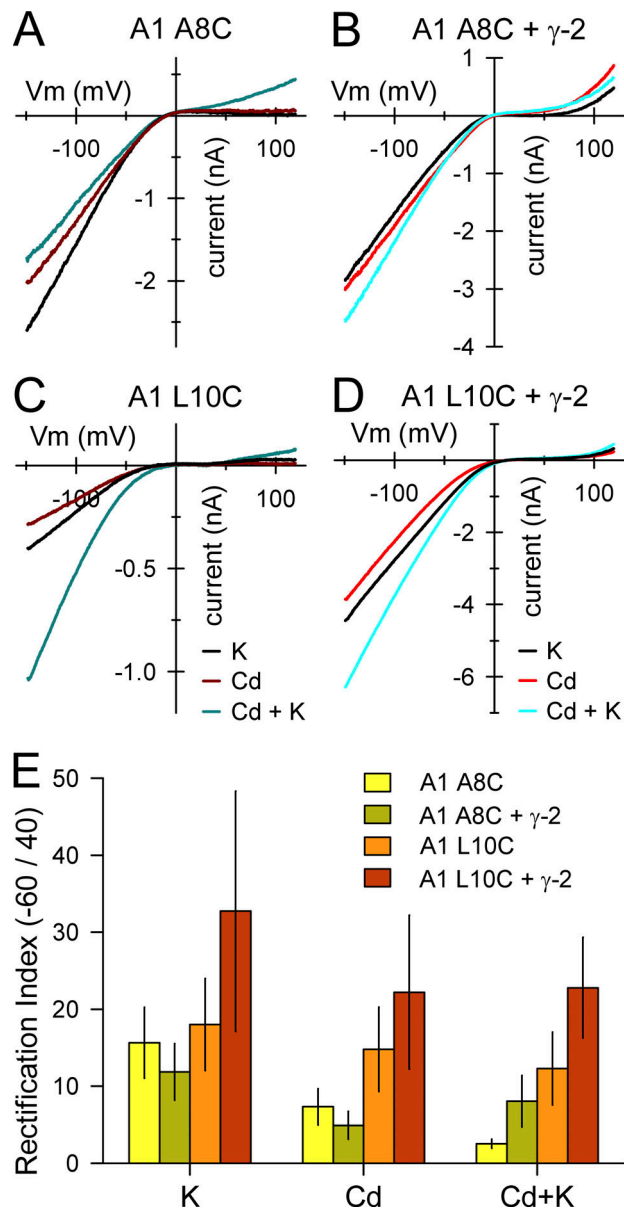 A
A1 A8C
Vm (mV)
-100
100
-1
-2
current (nA)
B
A1 A8C + γ-2
1
Vm (mV)
-100
100
-1
-2
-3
-4
current (nA)
C
A1 L10C
Vm (mV)
-100
100
-0.5
-1.0
current (nA)
K
Cd
Cd + K
D
A1 L10C + γ-2
Vm (mV)
-100
100
-2
-4
-6
current (nA)
K
Cd
Cd + K
E
50
40
30
20
10
0
Rectification Index (-60 / 40)
A1 A8C
A1 A8C + γ-2
A1 L10C
A1 L10C + γ-2
K
Cd
Cd+K